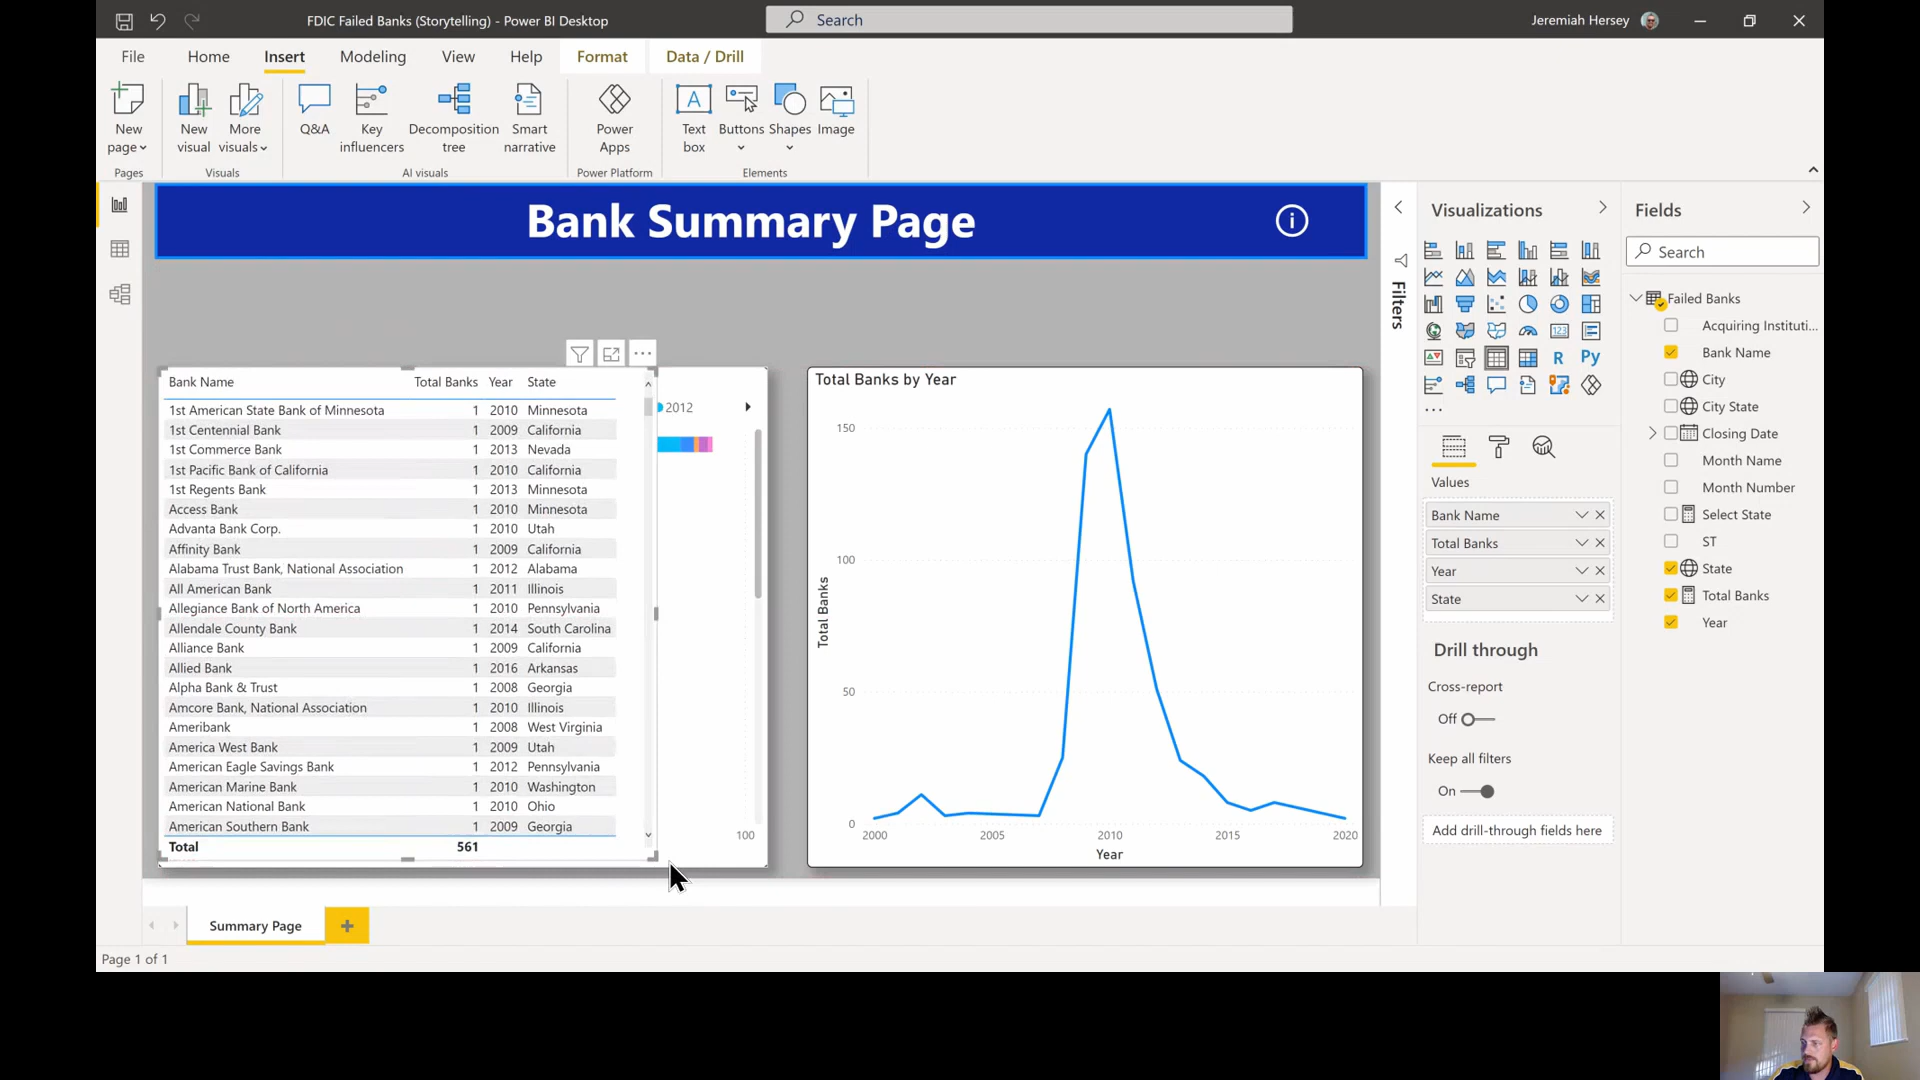 FDIC Failed Banks (Storytelling) - Power BI Desktop
Search
Jeremiah Hersey
File Home Insert Modeling View Help Format Data / Drill
New page
New visual
More visuals
Q&A
Key influencers
Decomposition tree
Smart narrative
Power Apps
Text box
Buttons
Shapes
Image
Pages
Visuals
AI visuals
Power Platform
Elements
Bank Summary Page
Bank Name Total Banks Year State
1st American State Bank of Minnesota 1 2010 Minnesota
1st Centennial Bank 1 2009 California
1st Commerce Bank 1 2013 Nevada
1st Pacific Bank of California 1 2010 California
1st Regents Bank 1 2013 Minnesota
Access Bank 1 2010 Minnesota
Advanta Bank Corp. 1 2010 Utah
Affinity Bank 1 2009 California
Alabama Trust Bank, National Association 1 2012 Alabama
All American Bank 1 2011 Illinois
Allegiance Bank of North America 1 2010 Pennsylvania
Allendale County Bank 1 2014 South Carolina
Alliance Bank 1 2009 California
Allied Bank 1 2016 Arkansas
Alpha Bank & Trust 1 2008 Georgia
Amcore Bank, National Association 1 2010 Illinois
Ameribank 1 2008 West Virginia
America West Bank 1 2009 Utah
American Eagle Savings Bank 1 2012 Pennsylvania
American Marine Bank 1 2010 Washington
American National Bank 1 2010 Ohio
American Southern Bank 1 2009 Georgia
Total 561
2012
100
Total Banks by Year
150
100
50
0
Total Banks
2000 2005 2010 2015 2020
Year
Filters
Visualizations
R
Py
123
Values
Bank Name
Total Banks
Year
State
Drill through
Cross-report
Off
Keep all filters
On
Add drill-through fields here
Fields
Search
Failed Banks
Acquiring Instituti...
Bank Name
City
City State
Closing Date
Month Name
Month Number
Select State
ST
State
Total Banks
Year
Summary Page
Page 1 of 1